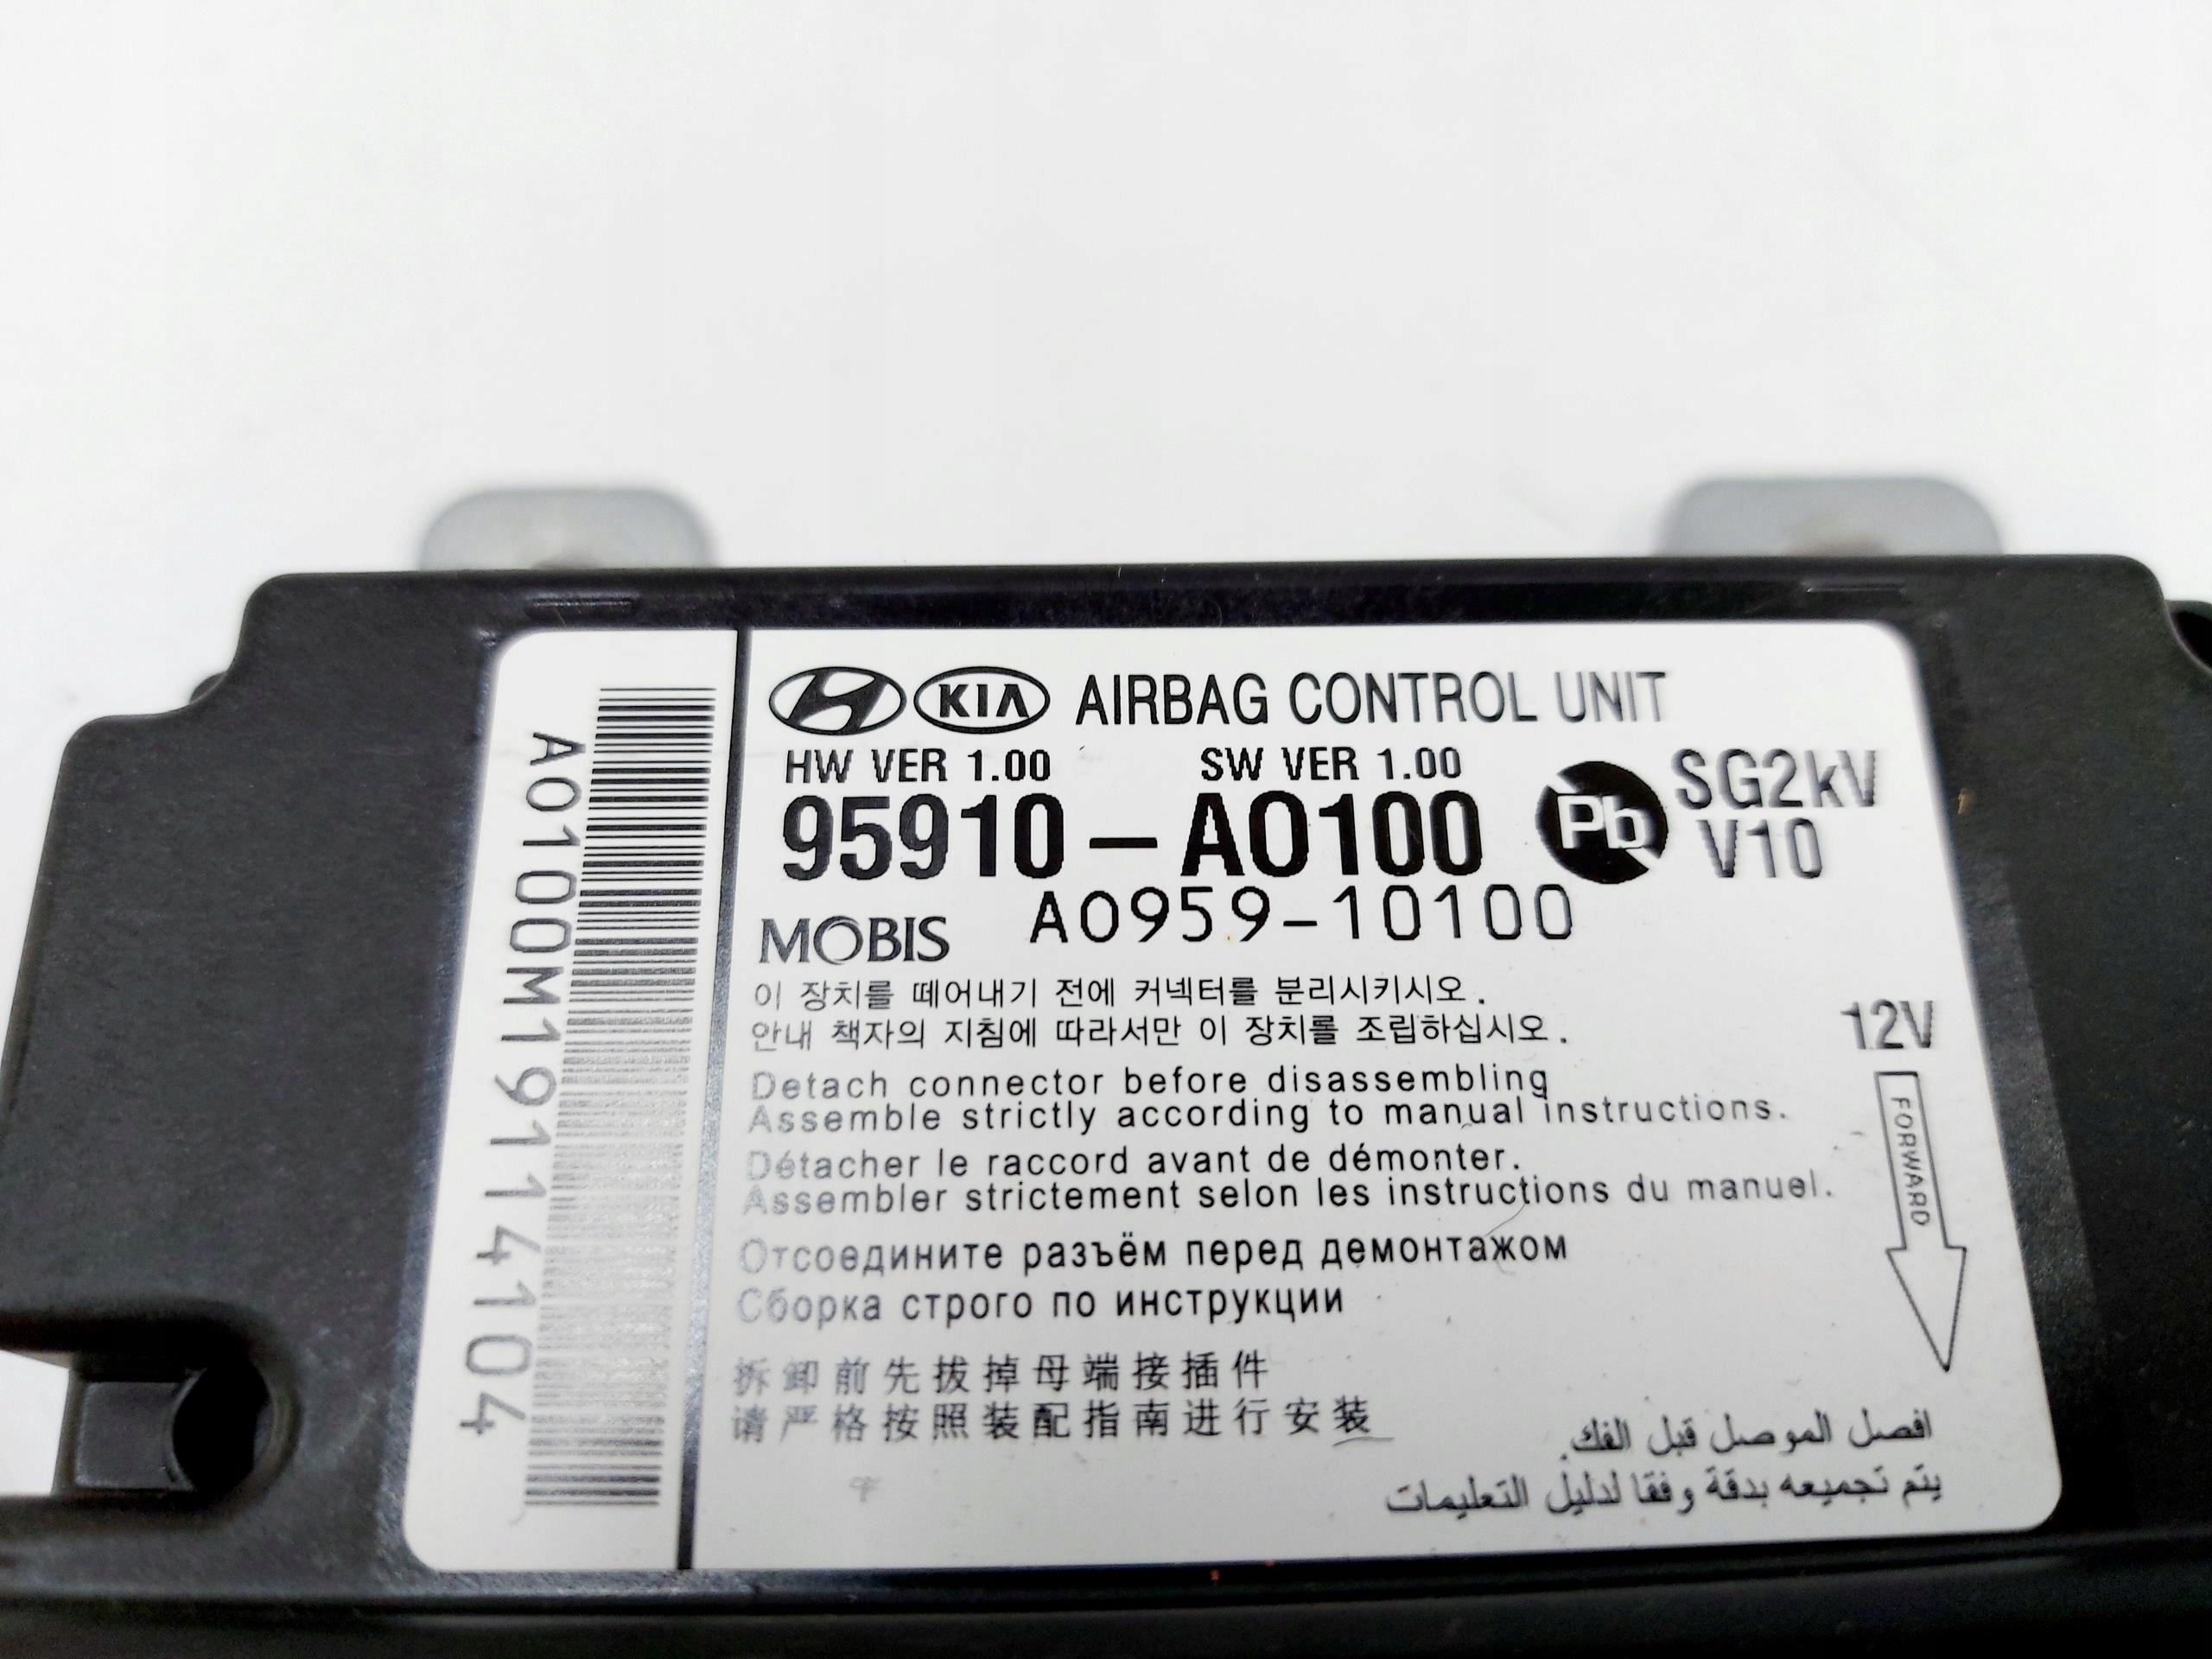 A0100M191141​04
KIA AIRBAG CONTROL UNIT
HW VER 1.00 SW VER 1.00
95910-A0100 Pb SG2kV
V10
A0959-10100
MOBIS
이 장치를 떼어내기 전에 커넥터를 분리시키시오.
안내 책자의 지침에 따라서만 이 장치를 조립하십시오.
12V
FORWARD
Detach connector before disassembling
Assemble strictly according to manual instructions.
Détacher le raccord avant de démonter.
Assembler strictement selon les instructions du manuel.
Отсоедините разъём перед демонтажом
Сборка строго по инструкции
拆卸前先拔掉母端接插件
请严格按照装配指南进行安装
افصل الموصل قبل الفك.
يتم تجميعه بدقة وفقا لدليل التعليمات